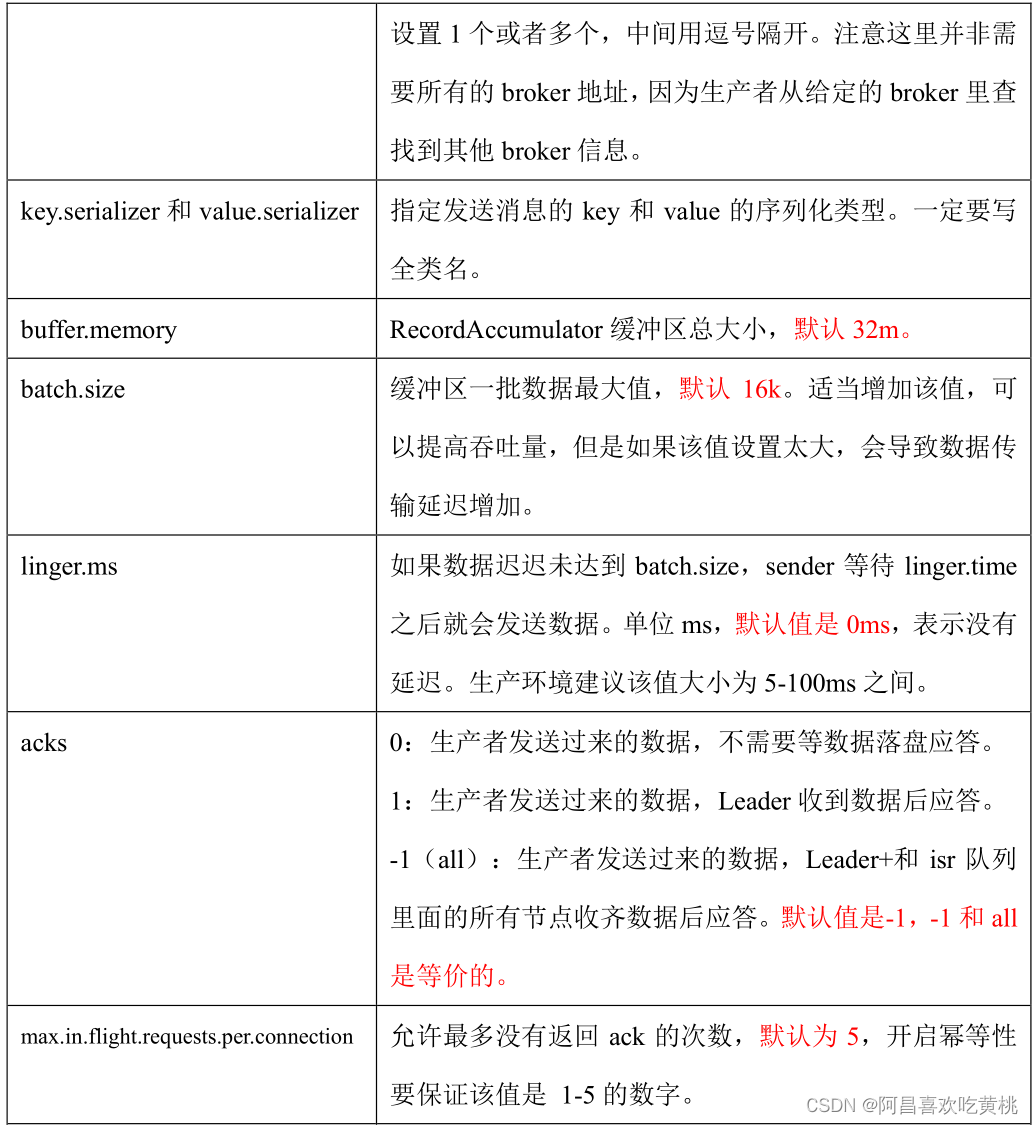 设置 1 个或者多个，中间用逗号隔开。注意这里并非需
要所有的 broker 地址，因为生产者从给定的 broker 里查
找到其他 broker 信息。
key.serializer 和 value.serializer
指定发送消息的 key 和 value 的序列化类型。一定要写
全类名。
buffer.memory
RecordAccumulator 缓冲区总大小，默认 32m。
batch.size
缓冲区一批数据最大值，默认 16k。适当增加该值，可
以提高吞吐量，但是如果该值设置太大，会导致数据传
输延迟增加。
linger.ms
如果数据迟迟未达到 batch.size，sender 等待 linger.time
之后就会发送数据。单位 ms，默认值是 0ms，表示没有
延迟。生产环境建议该值大小为 5-100ms 之间。
acks
0：生产者发送过来的数据，不需要等数据落盘应答。
1：生产者发送过来的数据，Leader 收到数据后应答。
-1（all）：生产者发送过来的数据，Leader+和 isr 队列
里面的所有节点收齐数据后应答。默认值是-1，-1 和 all
是等价的。
max.in.flight.requests.per.connection
允许最多没有返回 ack 的次数，默认为 5，开启幂等性
要保证该值是 1-5 的数字。
CSDN @阿昌喜欢吃黄桃